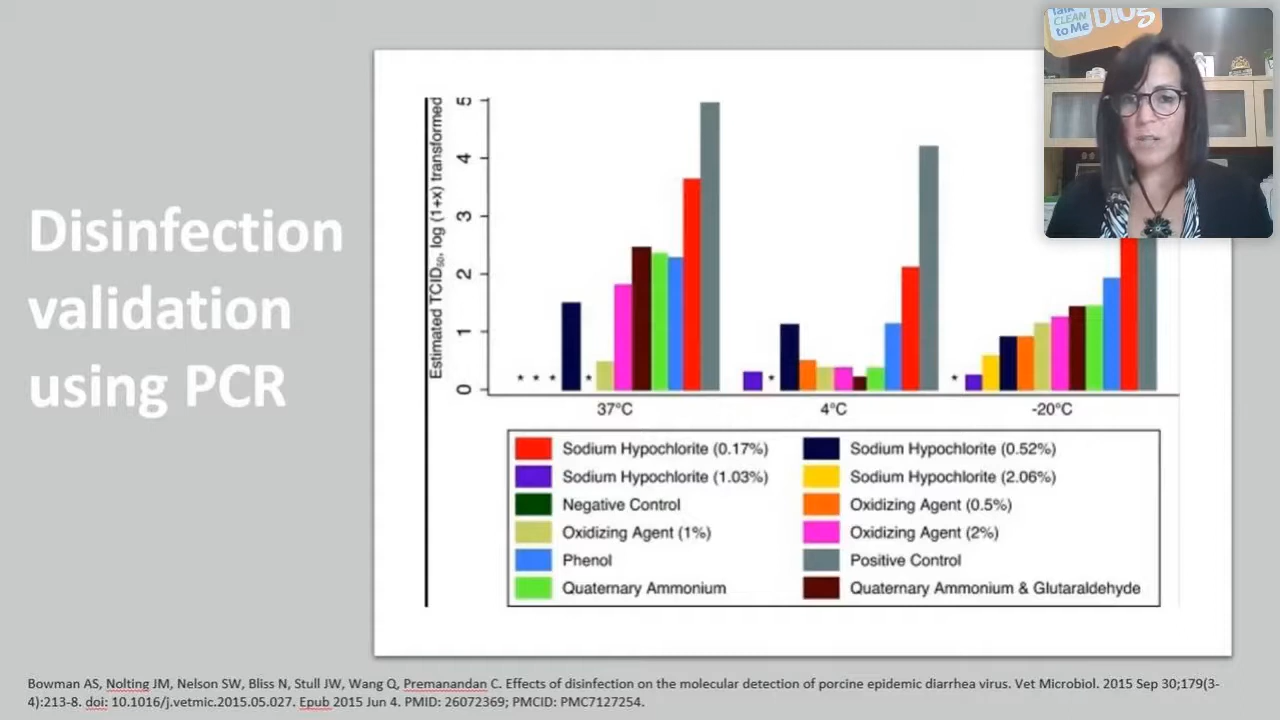 Talk
CLEAN
to Me
Blog
Disinfection
validation
using PCR
Estimated TCID₅₀, log (1+x) transformed
5
4
3
2
1
0
* * * *
*
*
37°C 4°C -20°C
Sodium Hypochlorite (0.17%) Sodium Hypochlorite (0.52%)
Sodium Hypochlorite (1.03%) Sodium Hypochlorite (2.06%)
Negative Control Oxidizing Agent (0.5%)
Oxidizing Agent (1%) Oxidizing Agent (2%)
Phenol Positive Control
Quaternary Ammonium Quaternary Ammonium & Glutaraldehyde
Bowman AS, Nolting JM, Nelson SW, Bliss N, Stull JW, Wang Q, Premanandan C. Effects of disinfection on the molecular detection of porcine epidemic diarrhea virus. Vet Microbiol. 2015 Sep 30;179(3-
4):213-8. doi: 10.1016/j.vetmic.2015.05.027. Epub 2015 Jun 4. PMID: 26072369; PMCID: PMC7127254.